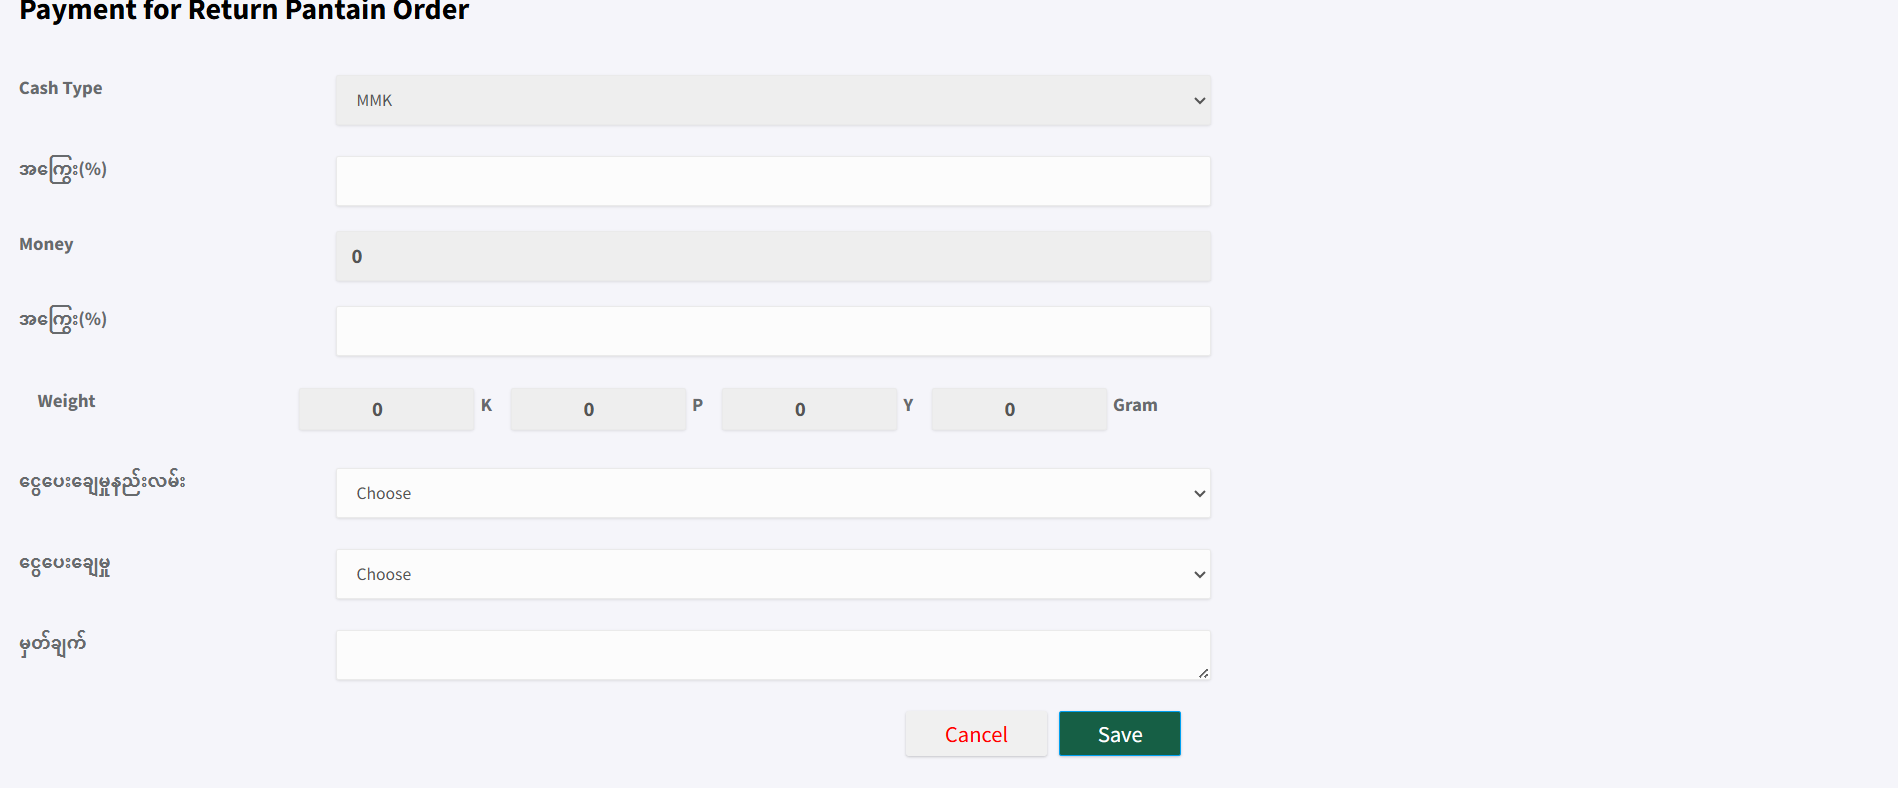 Payment for Return Pantain Order
Cash Type
MMK
အကြွေး(%)
Money
0
အကြွေး(%)
Weight
0 K 0 P 0 Y 0 Gram
ငွေပေးချေမှုနည်းလမ်း
Choose
ငွေပေးချေမှု
Choose
မှတ်ချက်
Cancel Save